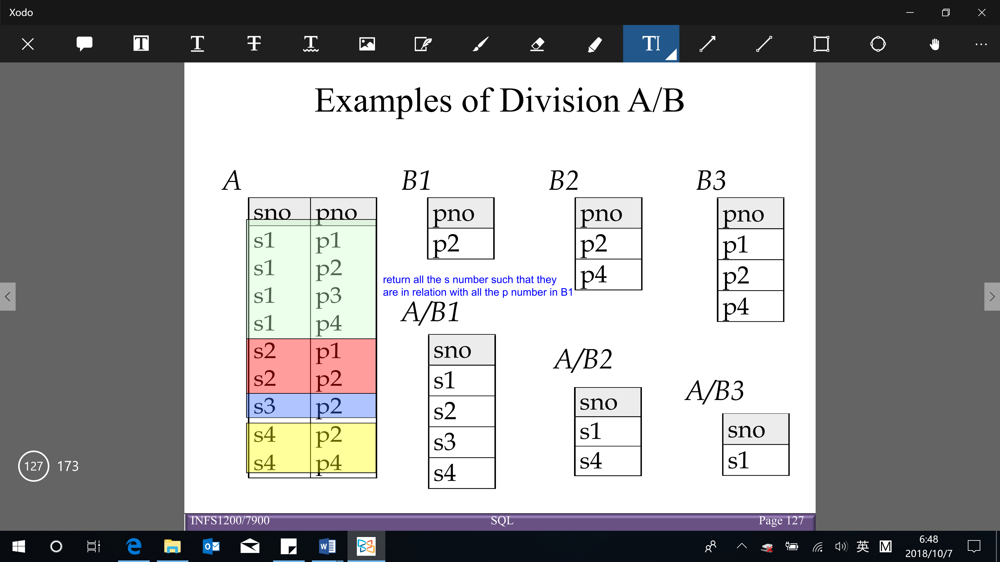 Xodo
Examples of Division A/B
A
sno pno
s1 p1
s1 p2
s1 p3
s1 p4
s2 p1
s2 p2
s3 p2
s4 p2
s4 p4
B1
pno
p2
B2
pno
p2
p4
B3
pno
p1
p2
p4
return all the s number such that they
are in relation with all the p number in B1
A/B1
sno
s1
s2
s3
s4
A/B2
sno
s1
s4
A/B3
sno
s1
127 173
INFS1200/7900 SQL Page 127
英 M
6:48
2018/10/7